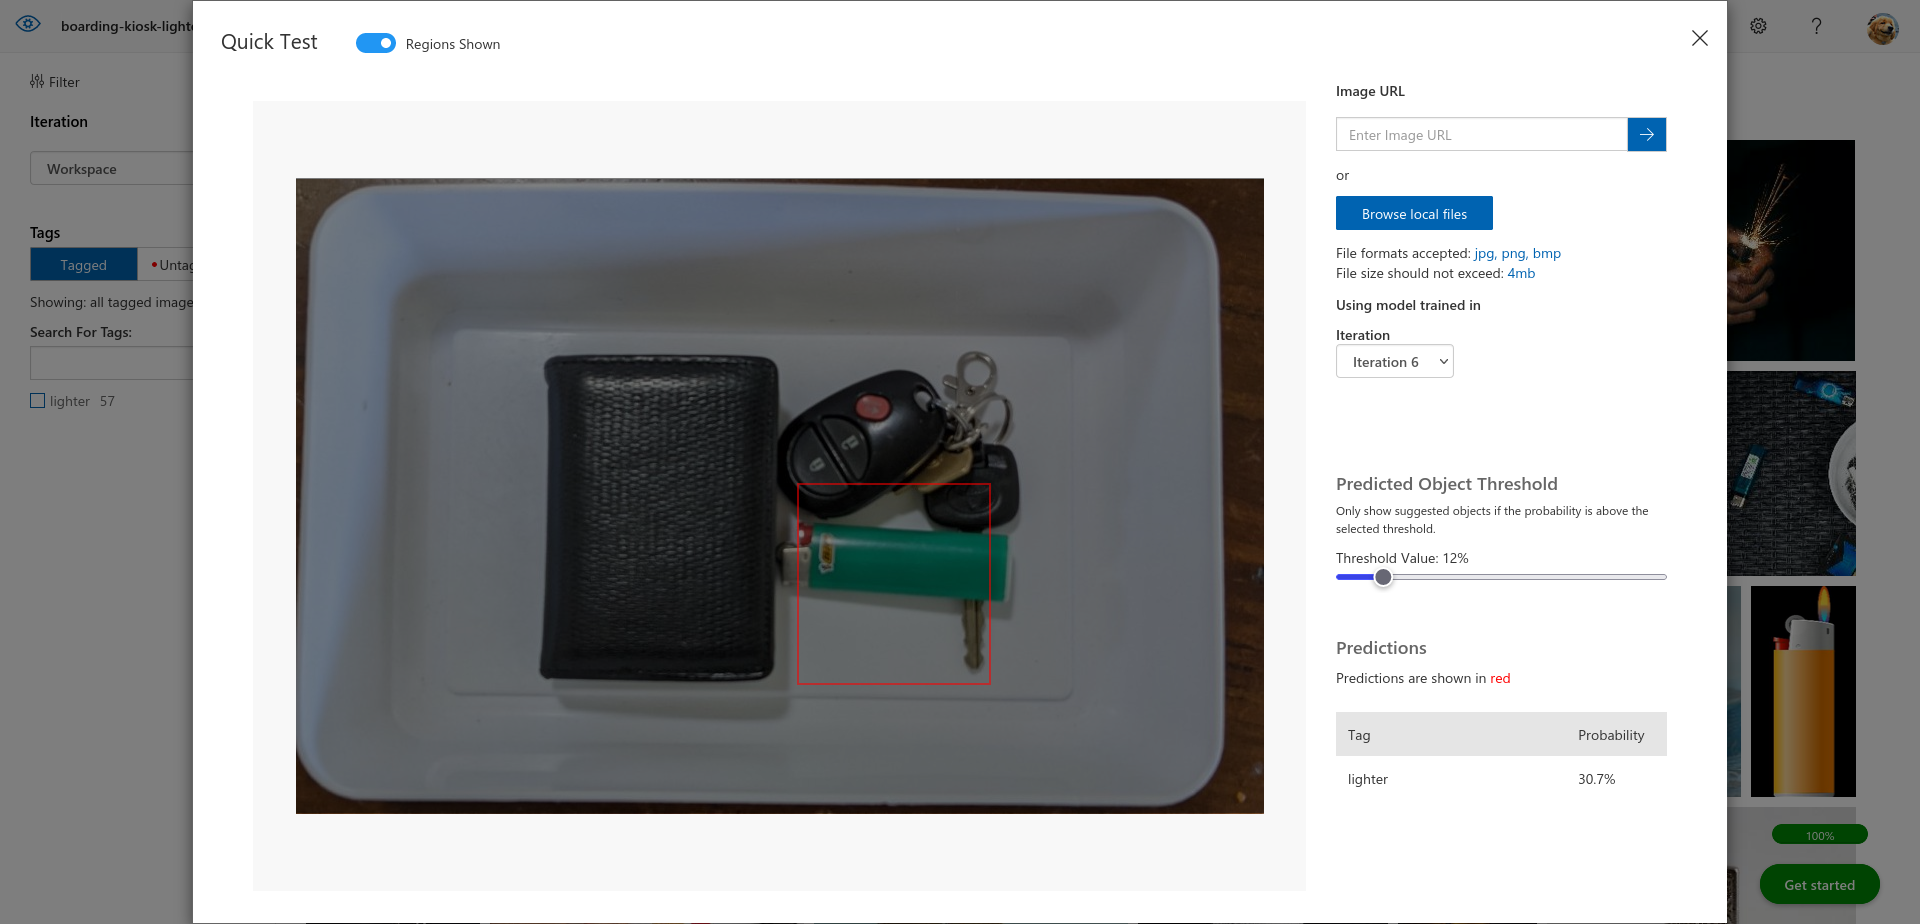 boarding-kiosk-lighte
Quick Test
Regions Shown
Filter
Iteration
Workspace
Tags
Tagged
Untag
Showing: all tagged image
Search For Tags:
lighter 57
Image URL
Enter Image URL
or
Browse local files
File formats accepted: jpg, png, bmp
File size should not exceed: 4mb
Using model trained in
Iteration
Iteration 6
Predicted Object Threshold
Only show suggested objects if the probability is above the
selected threshold.
Threshold Value: 12%
Predictions
Predictions are shown in red
Tag Probability
lighter 30.7%
100%
Get started